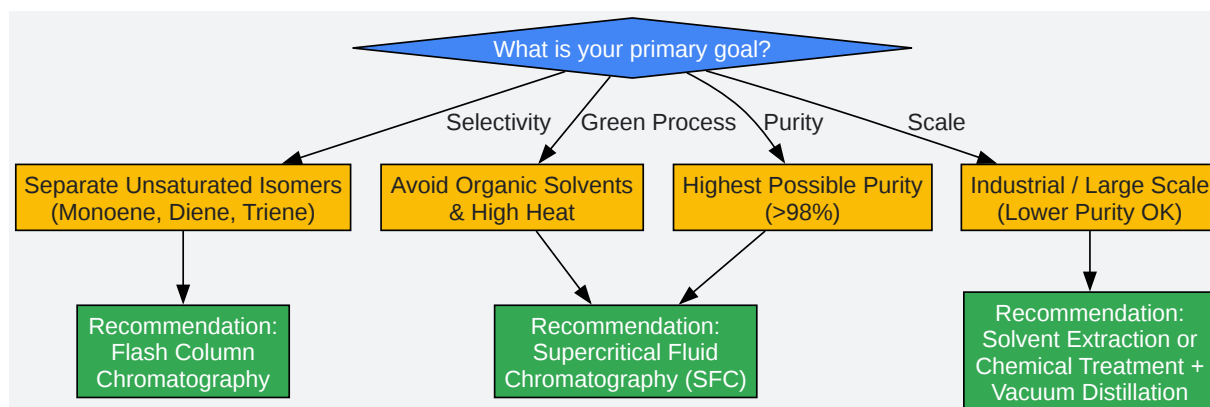 What is your primary goal?
Selectivity
Green Process
Purity
Scale
Separate Unsaturated Isomers
(Monoene, Diene, Triene)
Avoid Organic Solvents
& High Heat
Highest Possible Purity
(>98%)
Industrial / Large Scale
(Lower Purity OK)
Recommendation:
Flash Column
Chromatography
Recommendation:
Supercritical Fluid
Chromatography (SFC)
Recommendation:
Solvent Extraction or
Chemical Treatment +
Vacuum Distillation